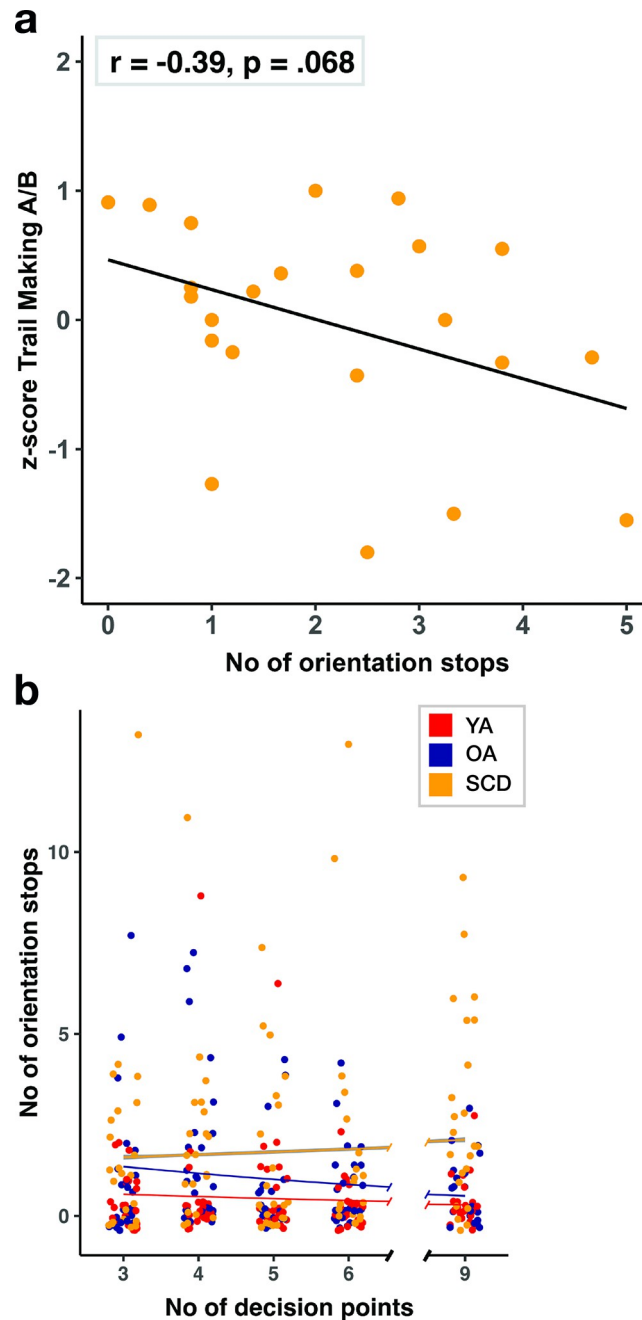 a
r = -0.39, p = .068
z-score Trail Making A/B
2
1
0
-1
-2
0 1 2 3 4 5
No of orientation stops
b
YA
OA
SCD
No of orientation stops
10
5
0
3 4 5 6 9
No of decision points